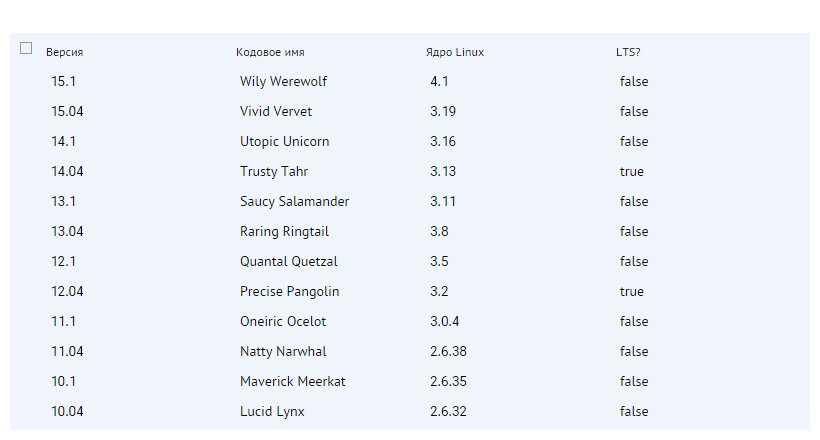 Версия Кодовое имя Ядро Linux LTS?
15.1 Wily Werewolf 4.1 false
15.04 Vivid Vervet 3.19 false
14.1 Utopic Unicorn 3.16 false
14.04 Trusty Tahr 3.13 true
13.1 Saucy Salamander 3.11 false
13.04 Raring Ringtail 3.8 false
12.1 Quantal Quetzal 3.5 false
12.04 Precise Pangolin 3.2 true
11.1 Oneiric Ocelot 3.0.4 false
11.04 Natty Narwhal 2.6.38 false
10.1 Maverick Meerkat 2.6.35 false
10.04 Lucid Lynx 2.6.32 false